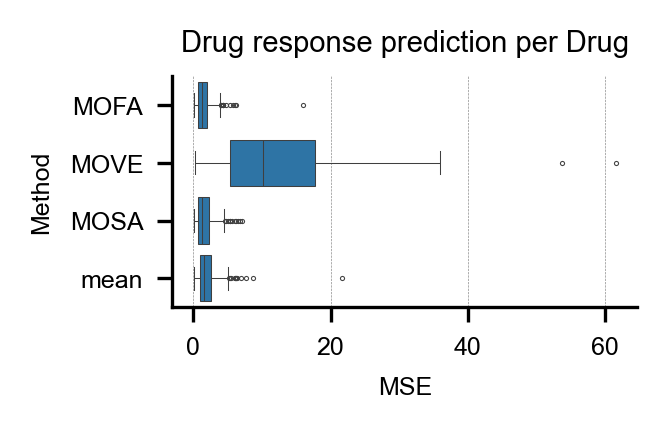 Drug response prediction per Drug
MOFA
MOVE
MOSA
mean
Method
0 20 40 60
MSE